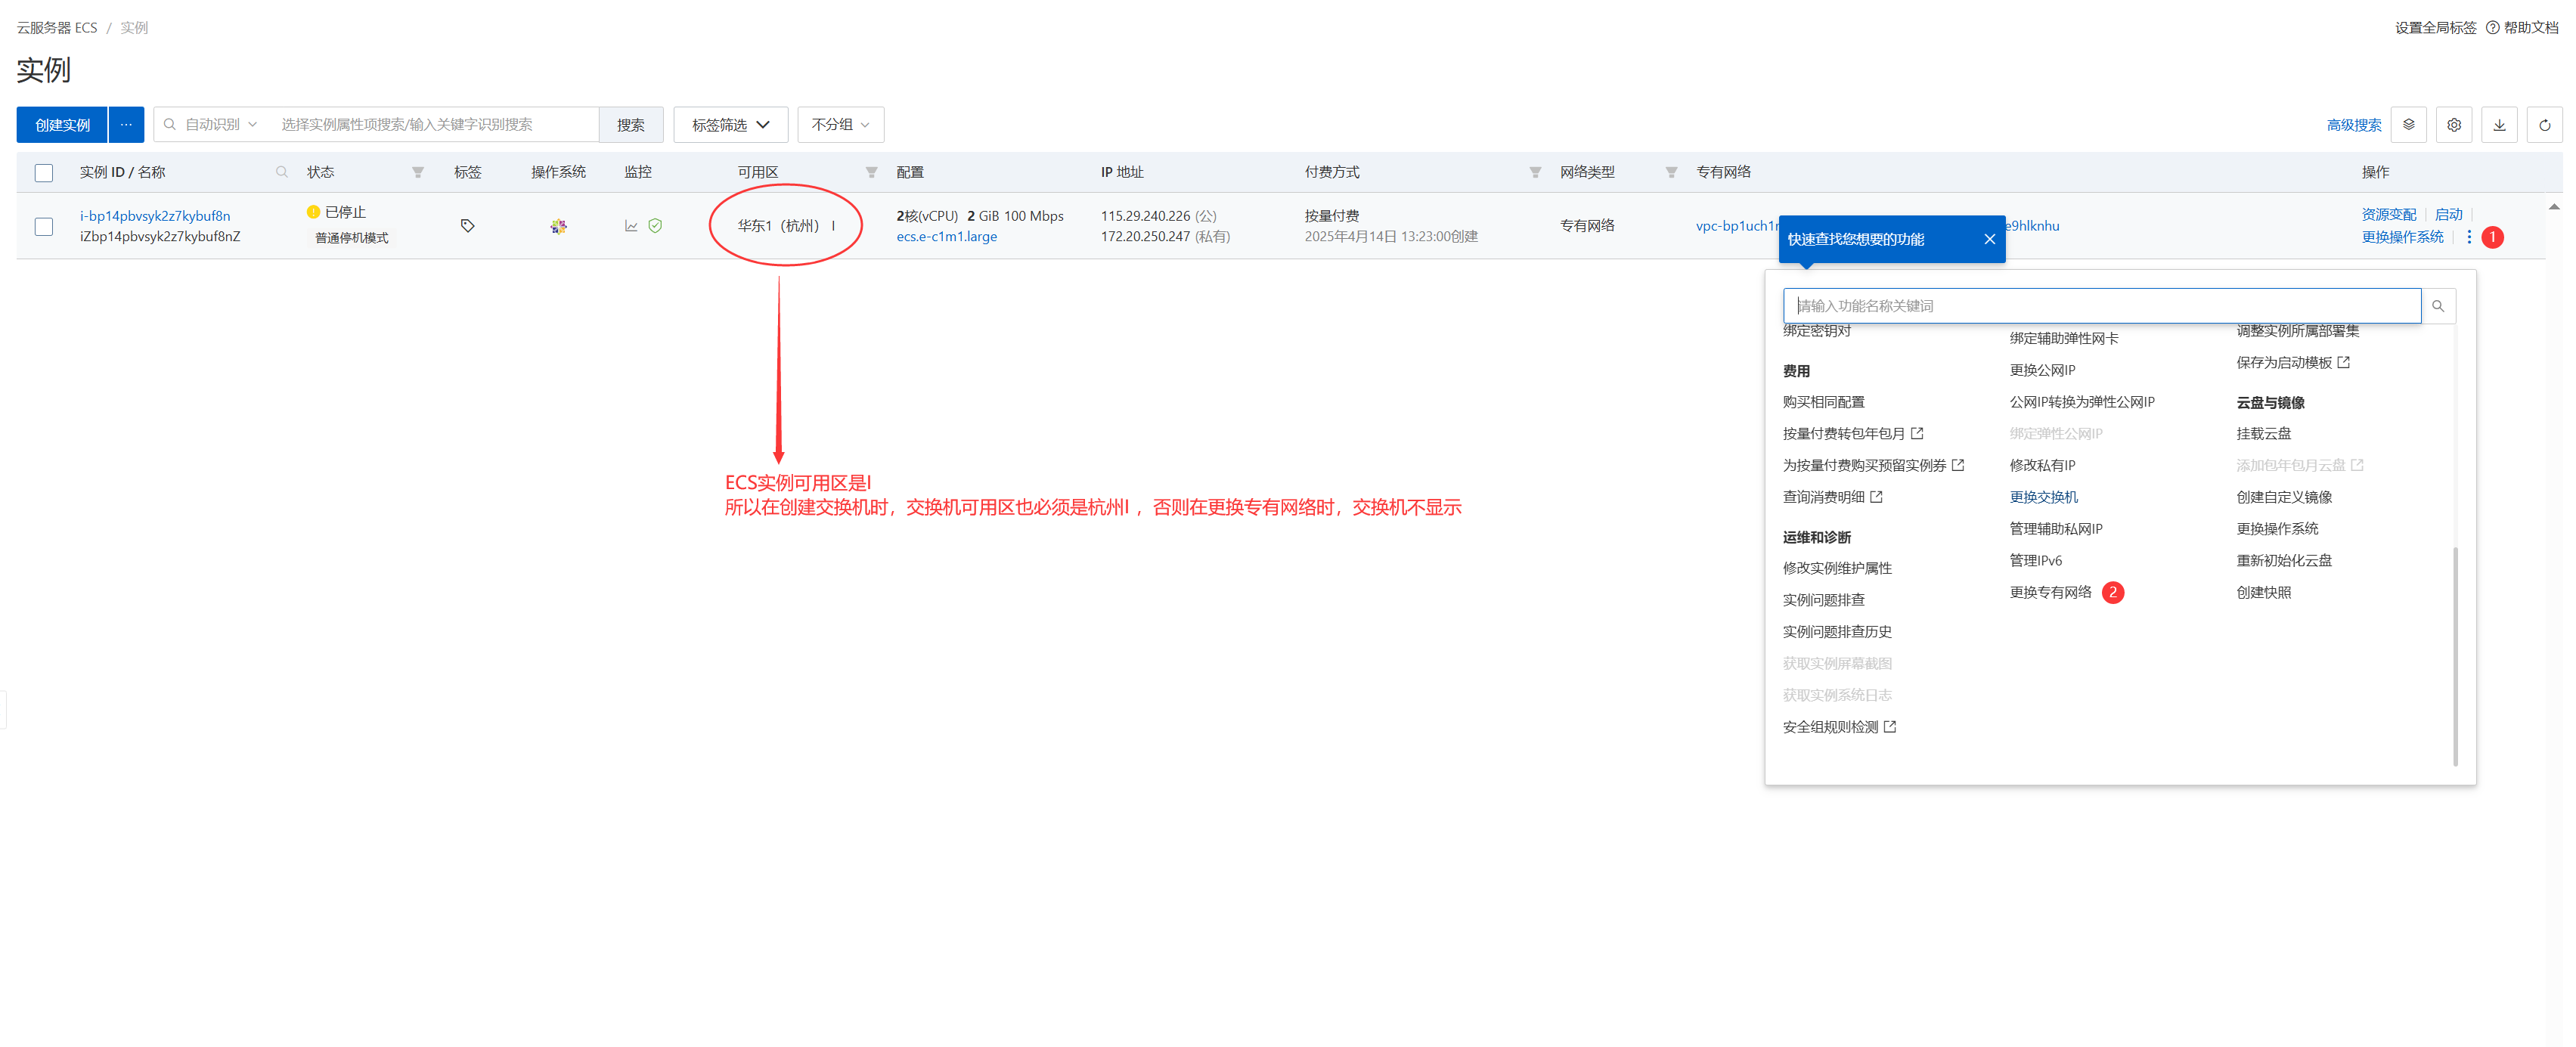 云服务器 ECS / 实例
设置全局标签 帮助文档
实例
创建实例 ... 自动识别 选择实例属性项搜索/输入关键字识别搜索 搜索 标签筛选 不分组 高级搜索
实例 ID / 名称 状态 标签 操作系统 监控 可用区 配置 IP 地址 付费方式 网络类型 专有网络 操作
i-bp14pbvsyk2z7kybuf8n
iZbp14pbvsyk2z7kybuf8nZ
已停止
普通停机模式
华东1（杭州） I
2核(vCPU) 2 GiB 100 Mbps
ecs.e-c1m1.large
115.29.240.226 (公)
172.20.250.247 (私有)
按量付费
2025年4月14日 13:23:00创建
专有网络
vpc-bp1uch1
e9hlknhu
资源变配 | 启动 |
更换操作系统 | 1
快速查找您想要的功能
请输入功能名称关键词
绑定密钥对
费用
购买相同配置
按量付费转包年包月
为按量付费购买预留实例券
查询消费明细
运维和诊断
修改实例维护属性
实例问题排查
实例问题排查历史
获取实例屏幕截图
获取实例系统日志
安全组规则检测
绑定辅助弹性网卡
更换公网IP
公网IP转换为弹性公网IP
绑定弹性公网IP
修改私有IP
更换交换机
管理辅助私网IP
管理IPv6
更换专有网络 2
调整实例所属部署集
保存为启动模板
云盘与镜像
挂载云盘
添加包年包月云盘
创建自定义镜像
更换操作系统
重新初始化云盘
创建快照
ECS实例可用区是I
所以在创建交换机时，交换机可用区也必须是杭州I ，否则在更换专有网络时，交换机不显示